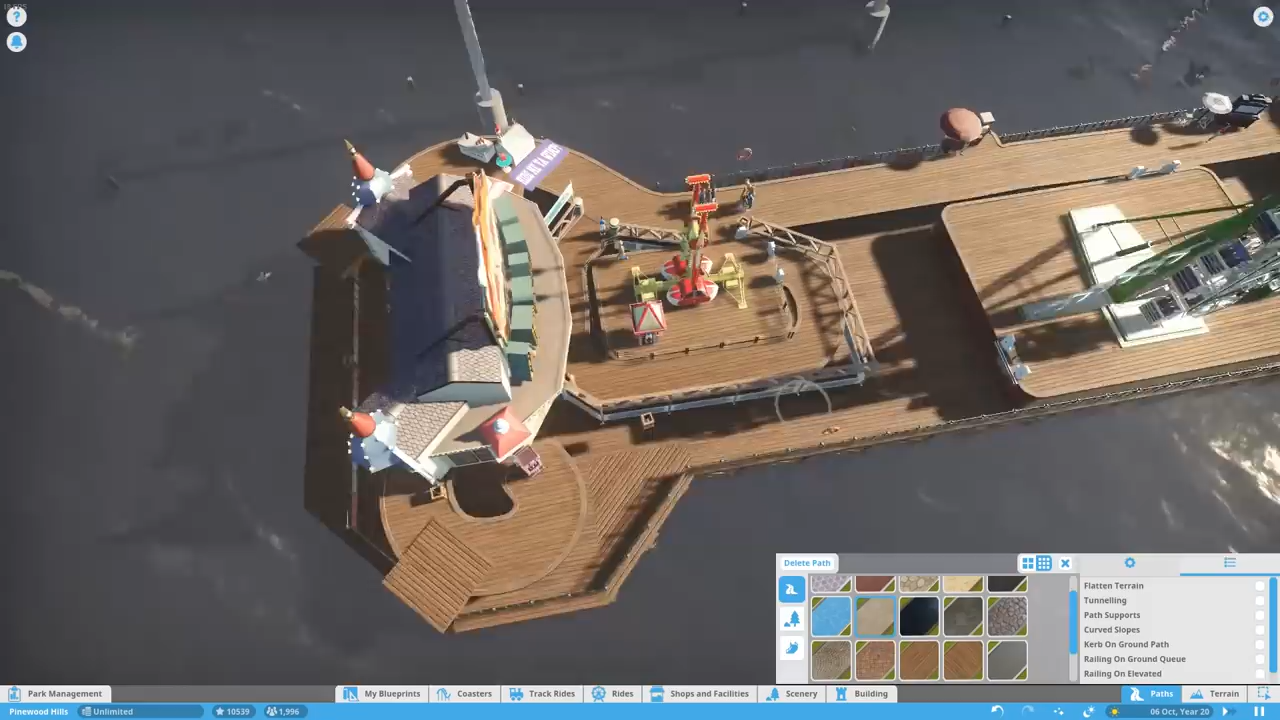 Delete Path
Flatten Terrain
Tunnelling
Path Supports
Curved Slopes
Kerb On Ground Path
Railing On Ground Queue
Railing On Elevated
Park Management
My Blueprints
Coasters
Track Rides
Rides
Shops and Facilities
Scenery
Building
Paths
Terrain
Pinewood Hills
Unlimited
10539
1,996
06 Oct, Year 20